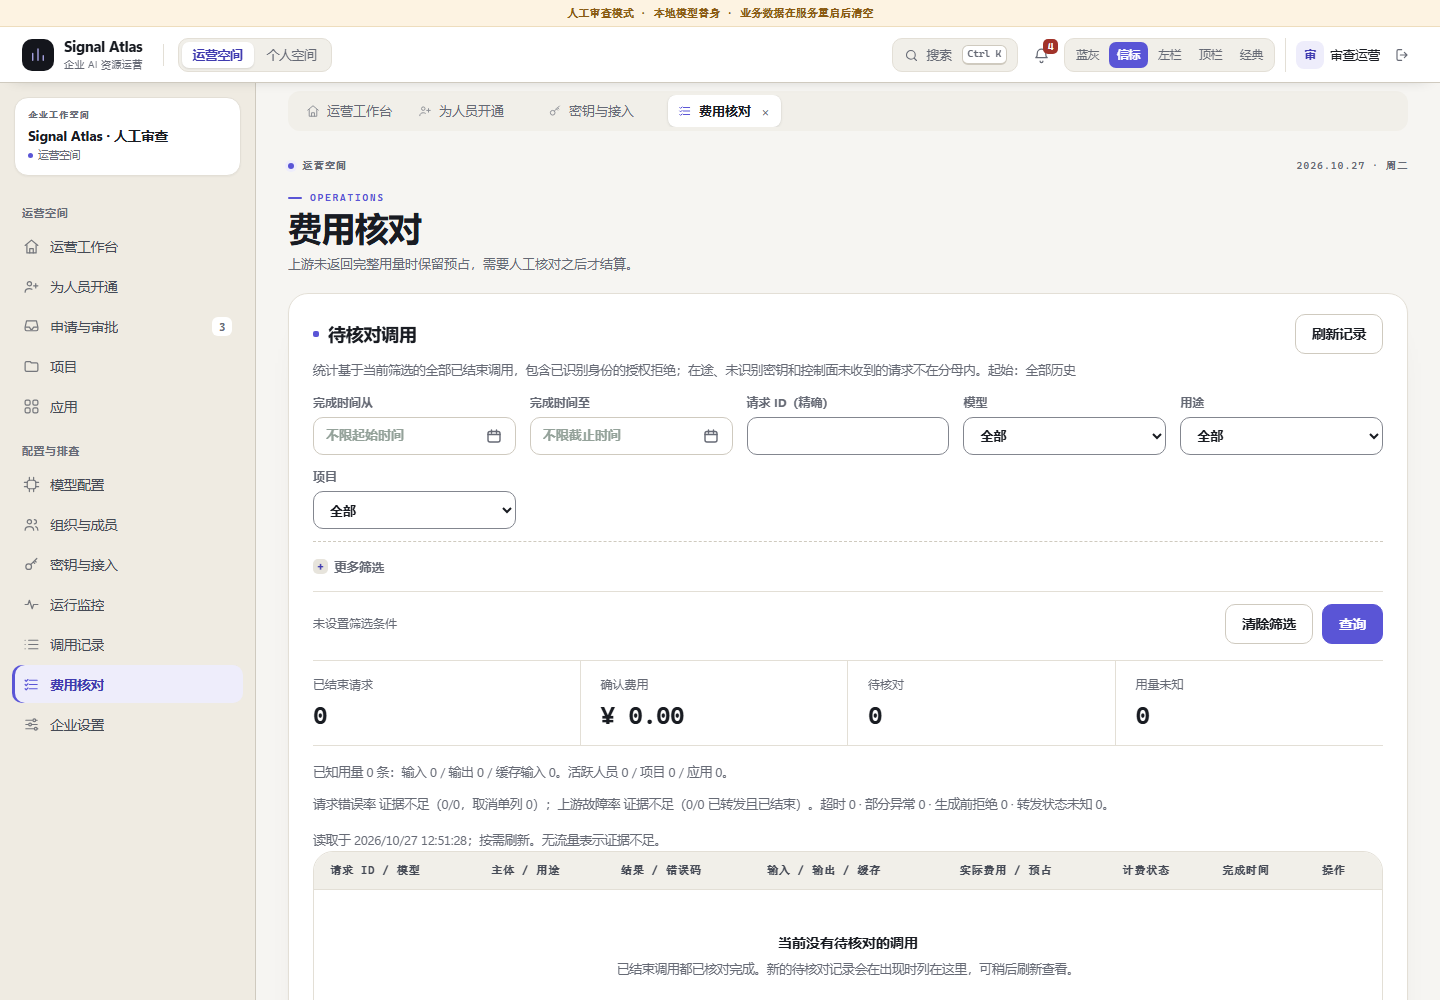 人工审查模式 · 本地模型替身 · 业务数据在服务重启后清空
Signal Atlas
企业 AI 资源运营
运营空间 个人空间
搜索 Ctrl K
4
蓝灰 信标 左栏 顶栏 经典
审 审查运营
企业工作空间
Signal Atlas · 人工审查
运营空间
运营空间
运营工作台
为人员开通
申请与审批 3
项目
应用
配置与排查
模型配置
组织与成员
密钥与接入
运行监控
调用记录
费用核对
企业设置
运营工作台 为人员开通 密钥与接入 费用核对 ×
运营空间
2026.10.27 · 周二
OPERATIONS
费用核对
上游未返回完整用量时保留预占，需要人工核对之后才结算。
待核对调用
刷新记录
统计基于当前筛选的全部已结束调用，包含已识别身份的授权拒绝；在途、未识别密钥和控制面未收到的请求不在分母内。起始：全部历史
完成时间从 完成时间至 请求 ID（精确） 模型 用途
不限起始时间 不限截止时间 全部 全部
项目
全部
+ 更多筛选
未设置筛选条件
清除筛选 查询
已结束请求 确认费用 待核对 用量未知
0 ¥ 0.00 0 0
已知用量 0 条：输入 0 / 输出 0 / 缓存输入 0。活跃人员 0 / 项目 0 / 应用 0。
请求错误率 证据不足（0/0，取消单列 0）；上游故障率 证据不足（0/0 已转发且已结束）。超时 0 · 部分异常 0 · 生成前拒绝 0 · 转发状态未知 0。
读取于 2026/10/27 12:51:28；按需刷新。无流量表示证据不足。
请求 ID / 模型 主体 / 用途 结果 / 错误码 输入 / 输出 / 缓存 实际费用 / 预占 计费状态 完成时间 操作
当前没有待核对的调用
已结束调用都已核对完成。新的待核对记录会在出现时列在这里，可稍后刷新查看。